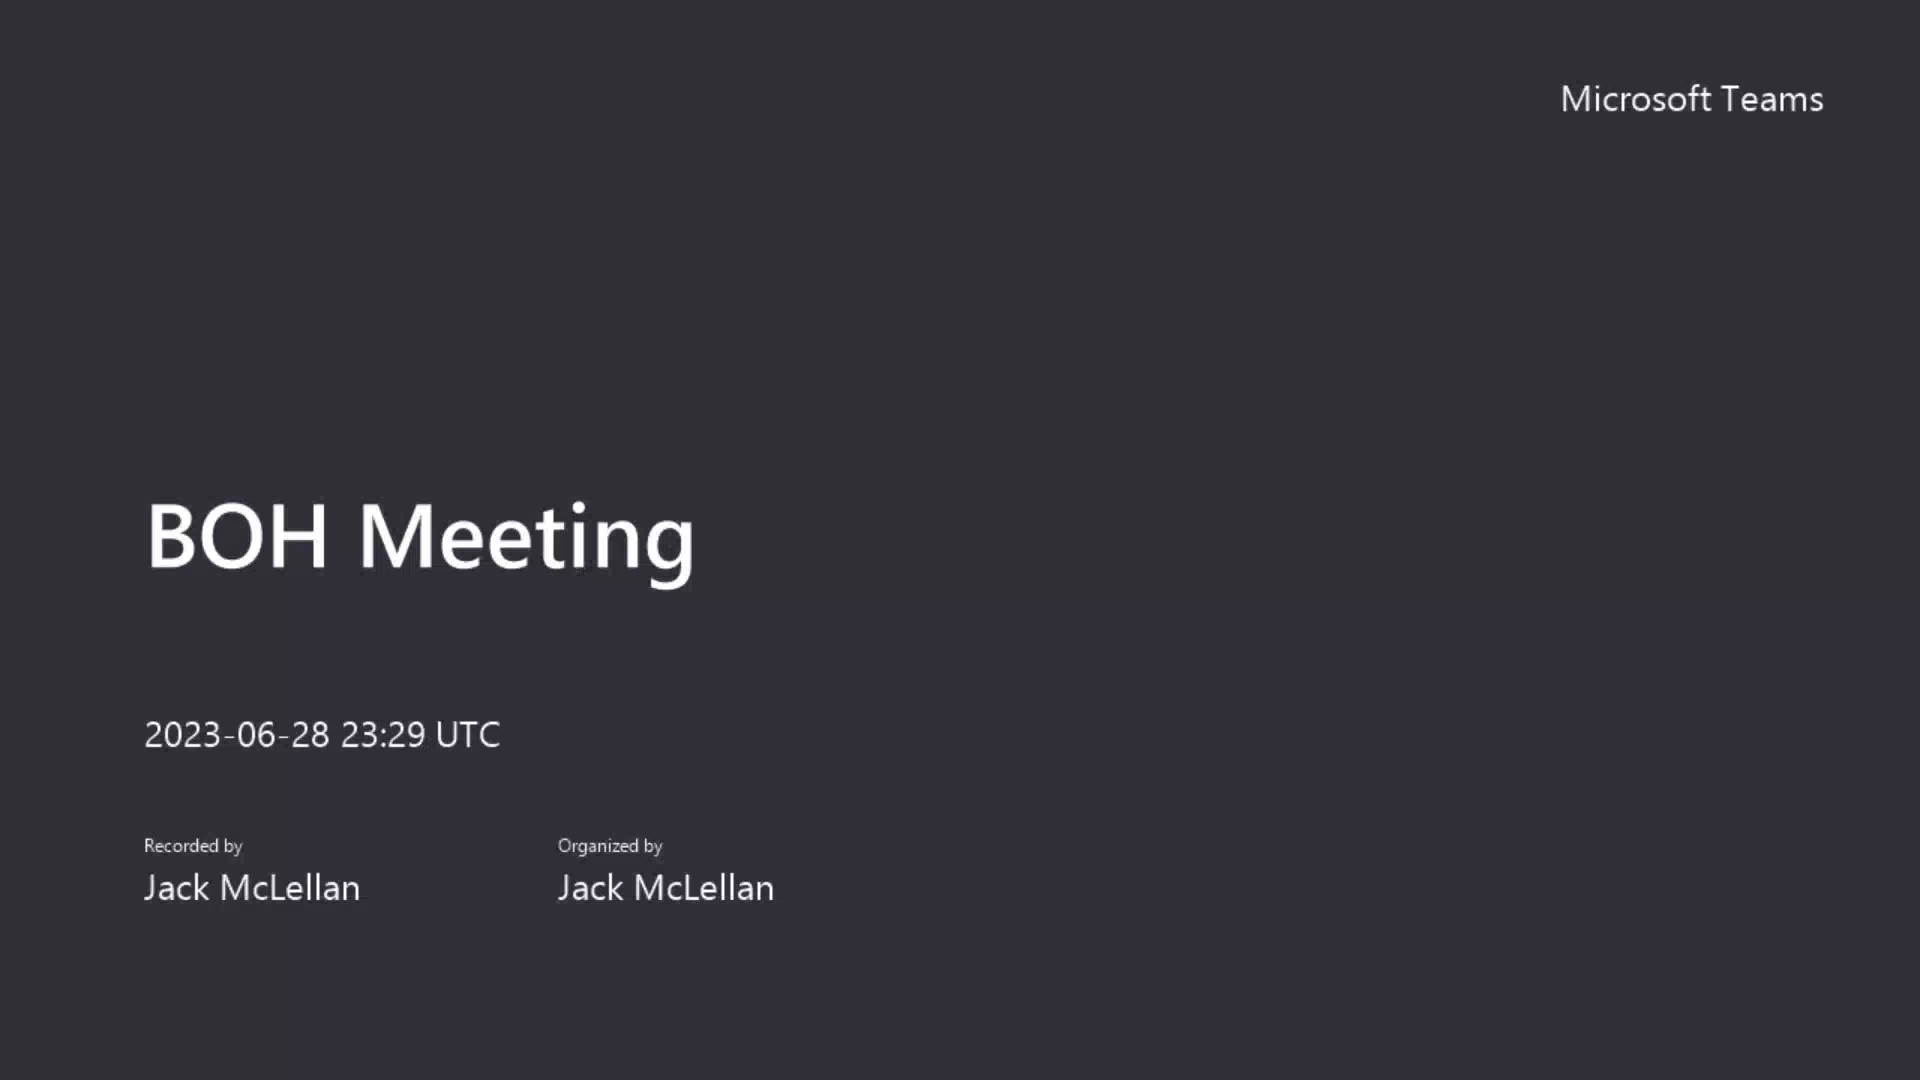 Microsoft Teams
BOH Meeting
2023-06-28 23:29 UTC
Recorded by
Jack McLellan
Organized by
Jack McLellan